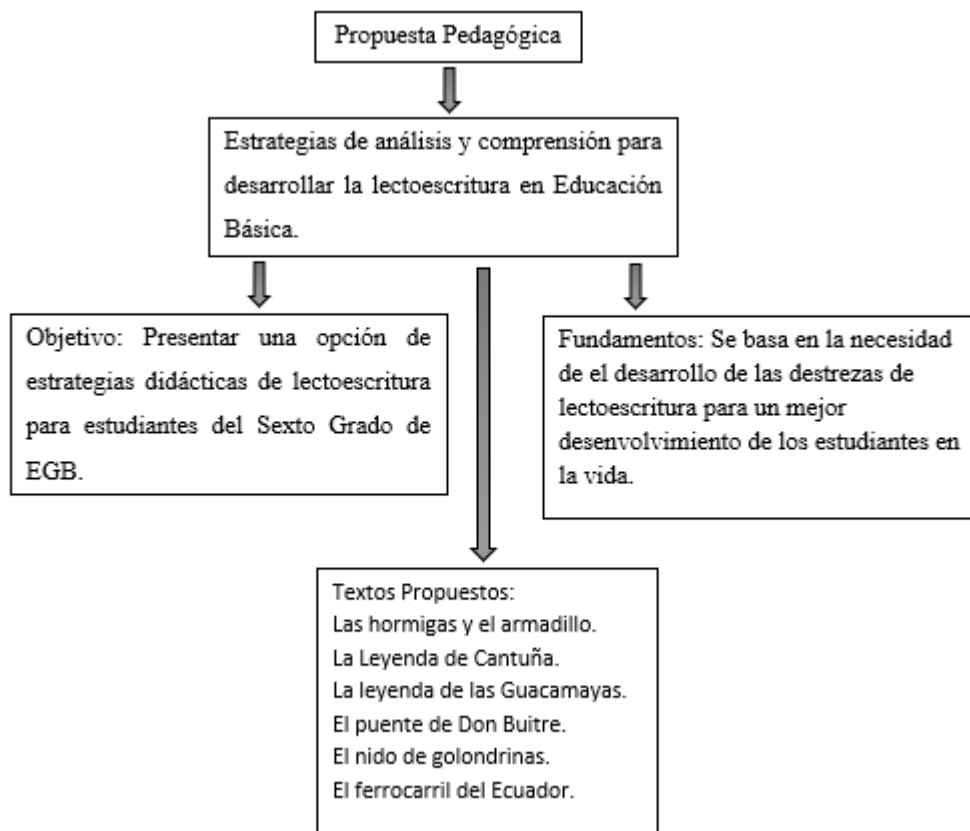 Propuesta Pedagógica
Estrategias de análisis y comprensión para
desarrollar la lectoescritura en Educación
Básica.
Objetivo: Presentar una opción de
estrategias didácticas de lectoescritura
para estudiantes del Sexto Grado de
EGB.
Fundamentos: Se basa en la necesidad
de el desarrollo de las destrezas de
lectoescritura para un mejor
desenvolvimiento de los estudiantes en
la vida.
Textos Propuestos:
Las hormigas y el armadillo.
La Leyenda de Cantuña.
La leyenda de las Guacamayas.
El puente de Don Buitre.
El nido de golondrinas.
El ferrocarril del Ecuador.